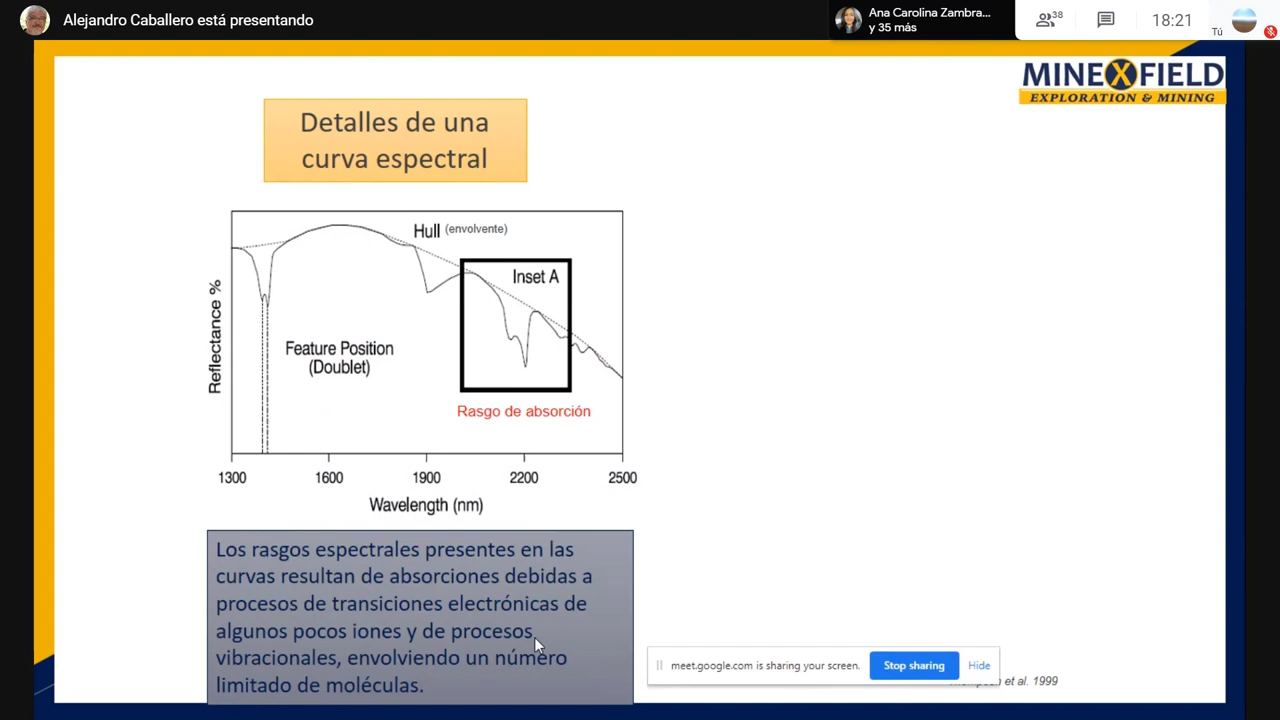 Alejandro Caballero está presentando
Ana Carolina Zambra...
y 35 más
38
18:21
Tú
MINEXFIELD
EXPLORATION & MINING
Detalles de una
curva espectral
Hull (envolvente)
Inset A
Reflectance %
Feature Position
(Doublet)
Rasgo de absorción
1300 1600 1900 2200 2500
Wavelength (nm)
Los rasgos espectrales presentes en las
curvas resultan de absorciones debidas a
procesos de transiciones electrónicas de
algunos pocos iones y de procesos
vibracionales, envolviendo un número
limitado de moléculas.
meet.google.com is sharing your screen.
Stop sharing
Hide
et al. 1999